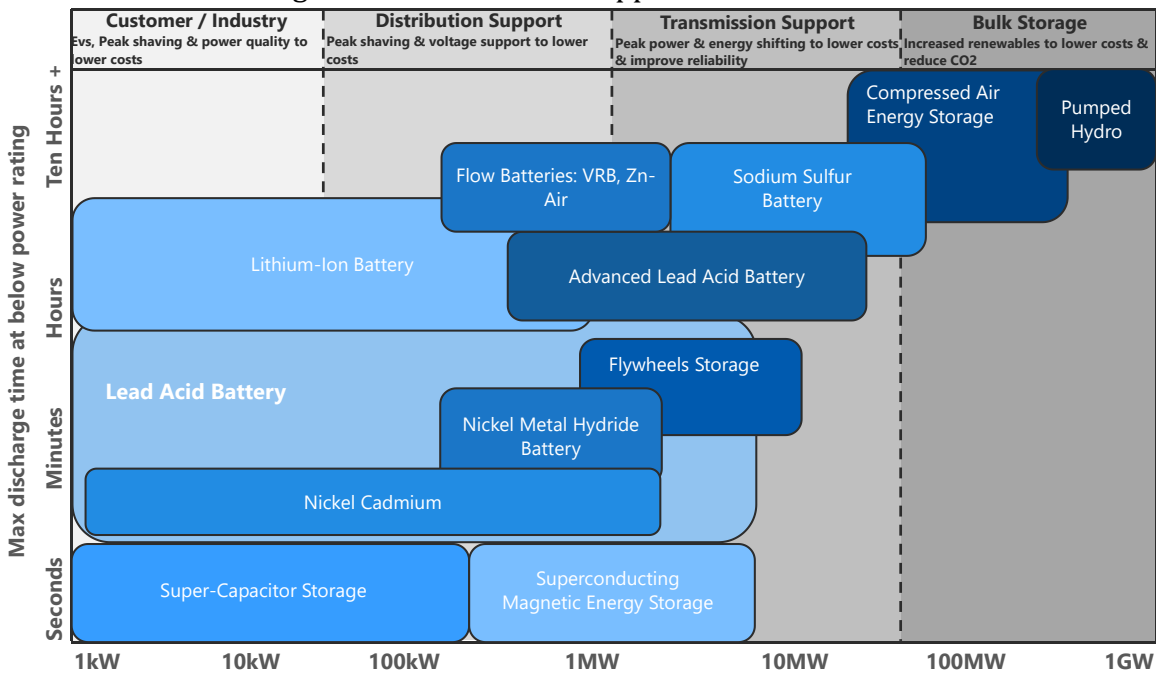 Customer / Industry
Evs, Peak shaving & power quality to
lower costs
Distribution Support
Peak shaving & voltage support to lower
costs
Transmission Support
Peak power & energy shifting to lower costs
& improve reliability
Bulk Storage
Increased renewables to lower costs &
reduce CO2
Max discharge time at below power rating
Ten Hours +
Hours
Minutes
Seconds
Compressed Air
Energy Storage
Pumped
Hydro
Flow Batteries: VRB, Zn-
Air
Sodium Sulfur
Battery
Lithium-Ion Battery
Advanced Lead Acid Battery
Lead Acid Battery
Flywheels Storage
Nickel Metal Hydride
Battery
Nickel Cadmium
Super-Capacitor Storage
Superconducting
Magnetic Energy Storage
1kW
10kW
100kW
1MW
10MW
100MW
1GW